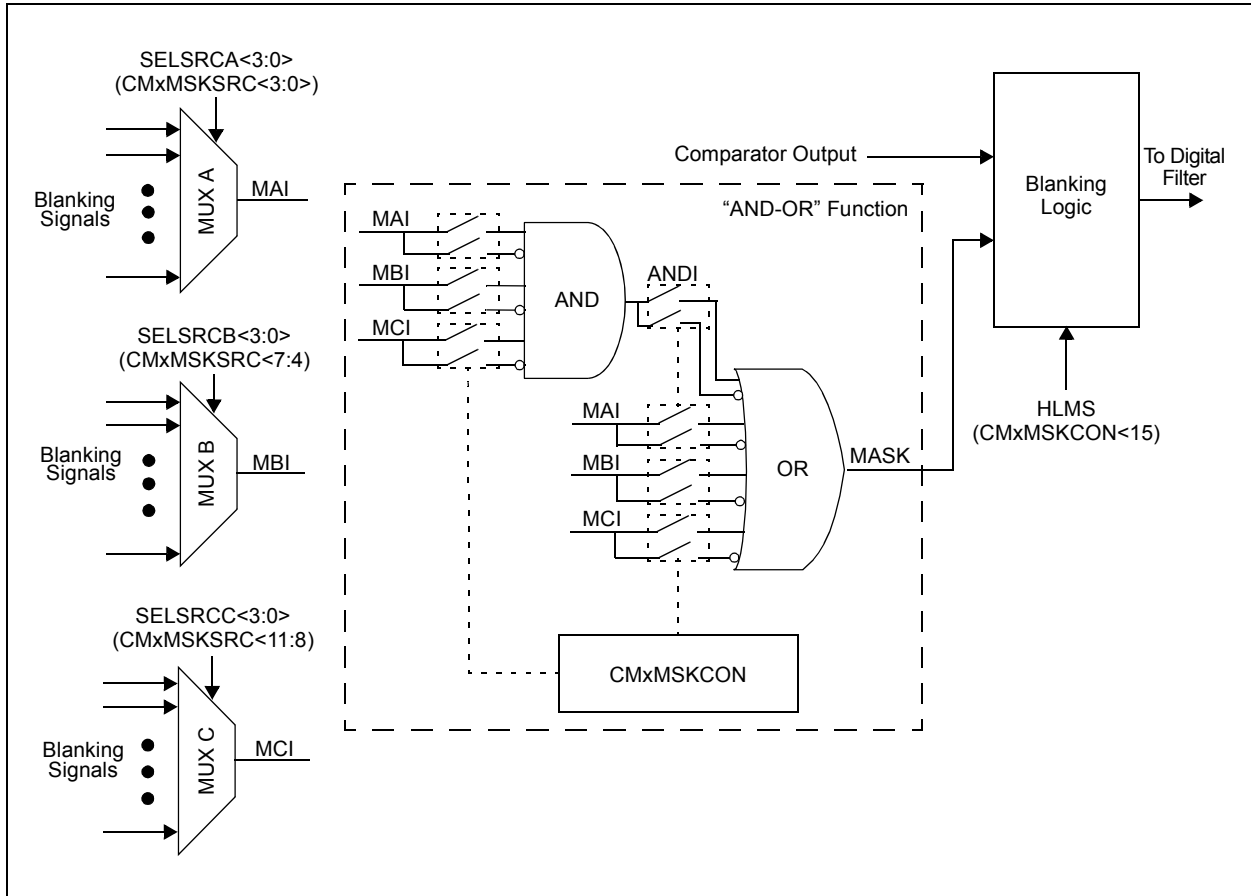 SELSRCA<3:0>
(CMxMSKSRC<3:0>)
Blanking
Signals
MUX A
MAI
SELSRCB<3:0>
(CMxMSKSRC<7:4)
Blanking
Signals
MUX B
MBI
SELSRCC<3:0>
(CMxMSKSRC<11:8)
Blanking
Signals
MUX C
MCI
“AND-OR” Function
MAI
MBI
MCI
AND
ANDI
MAI
MBI
MCI
OR
MASK
CMxMSKCON
Comparator Output
Blanking
Logic
To Digital
Filter
HLMS
(CMxMSKCON<15)